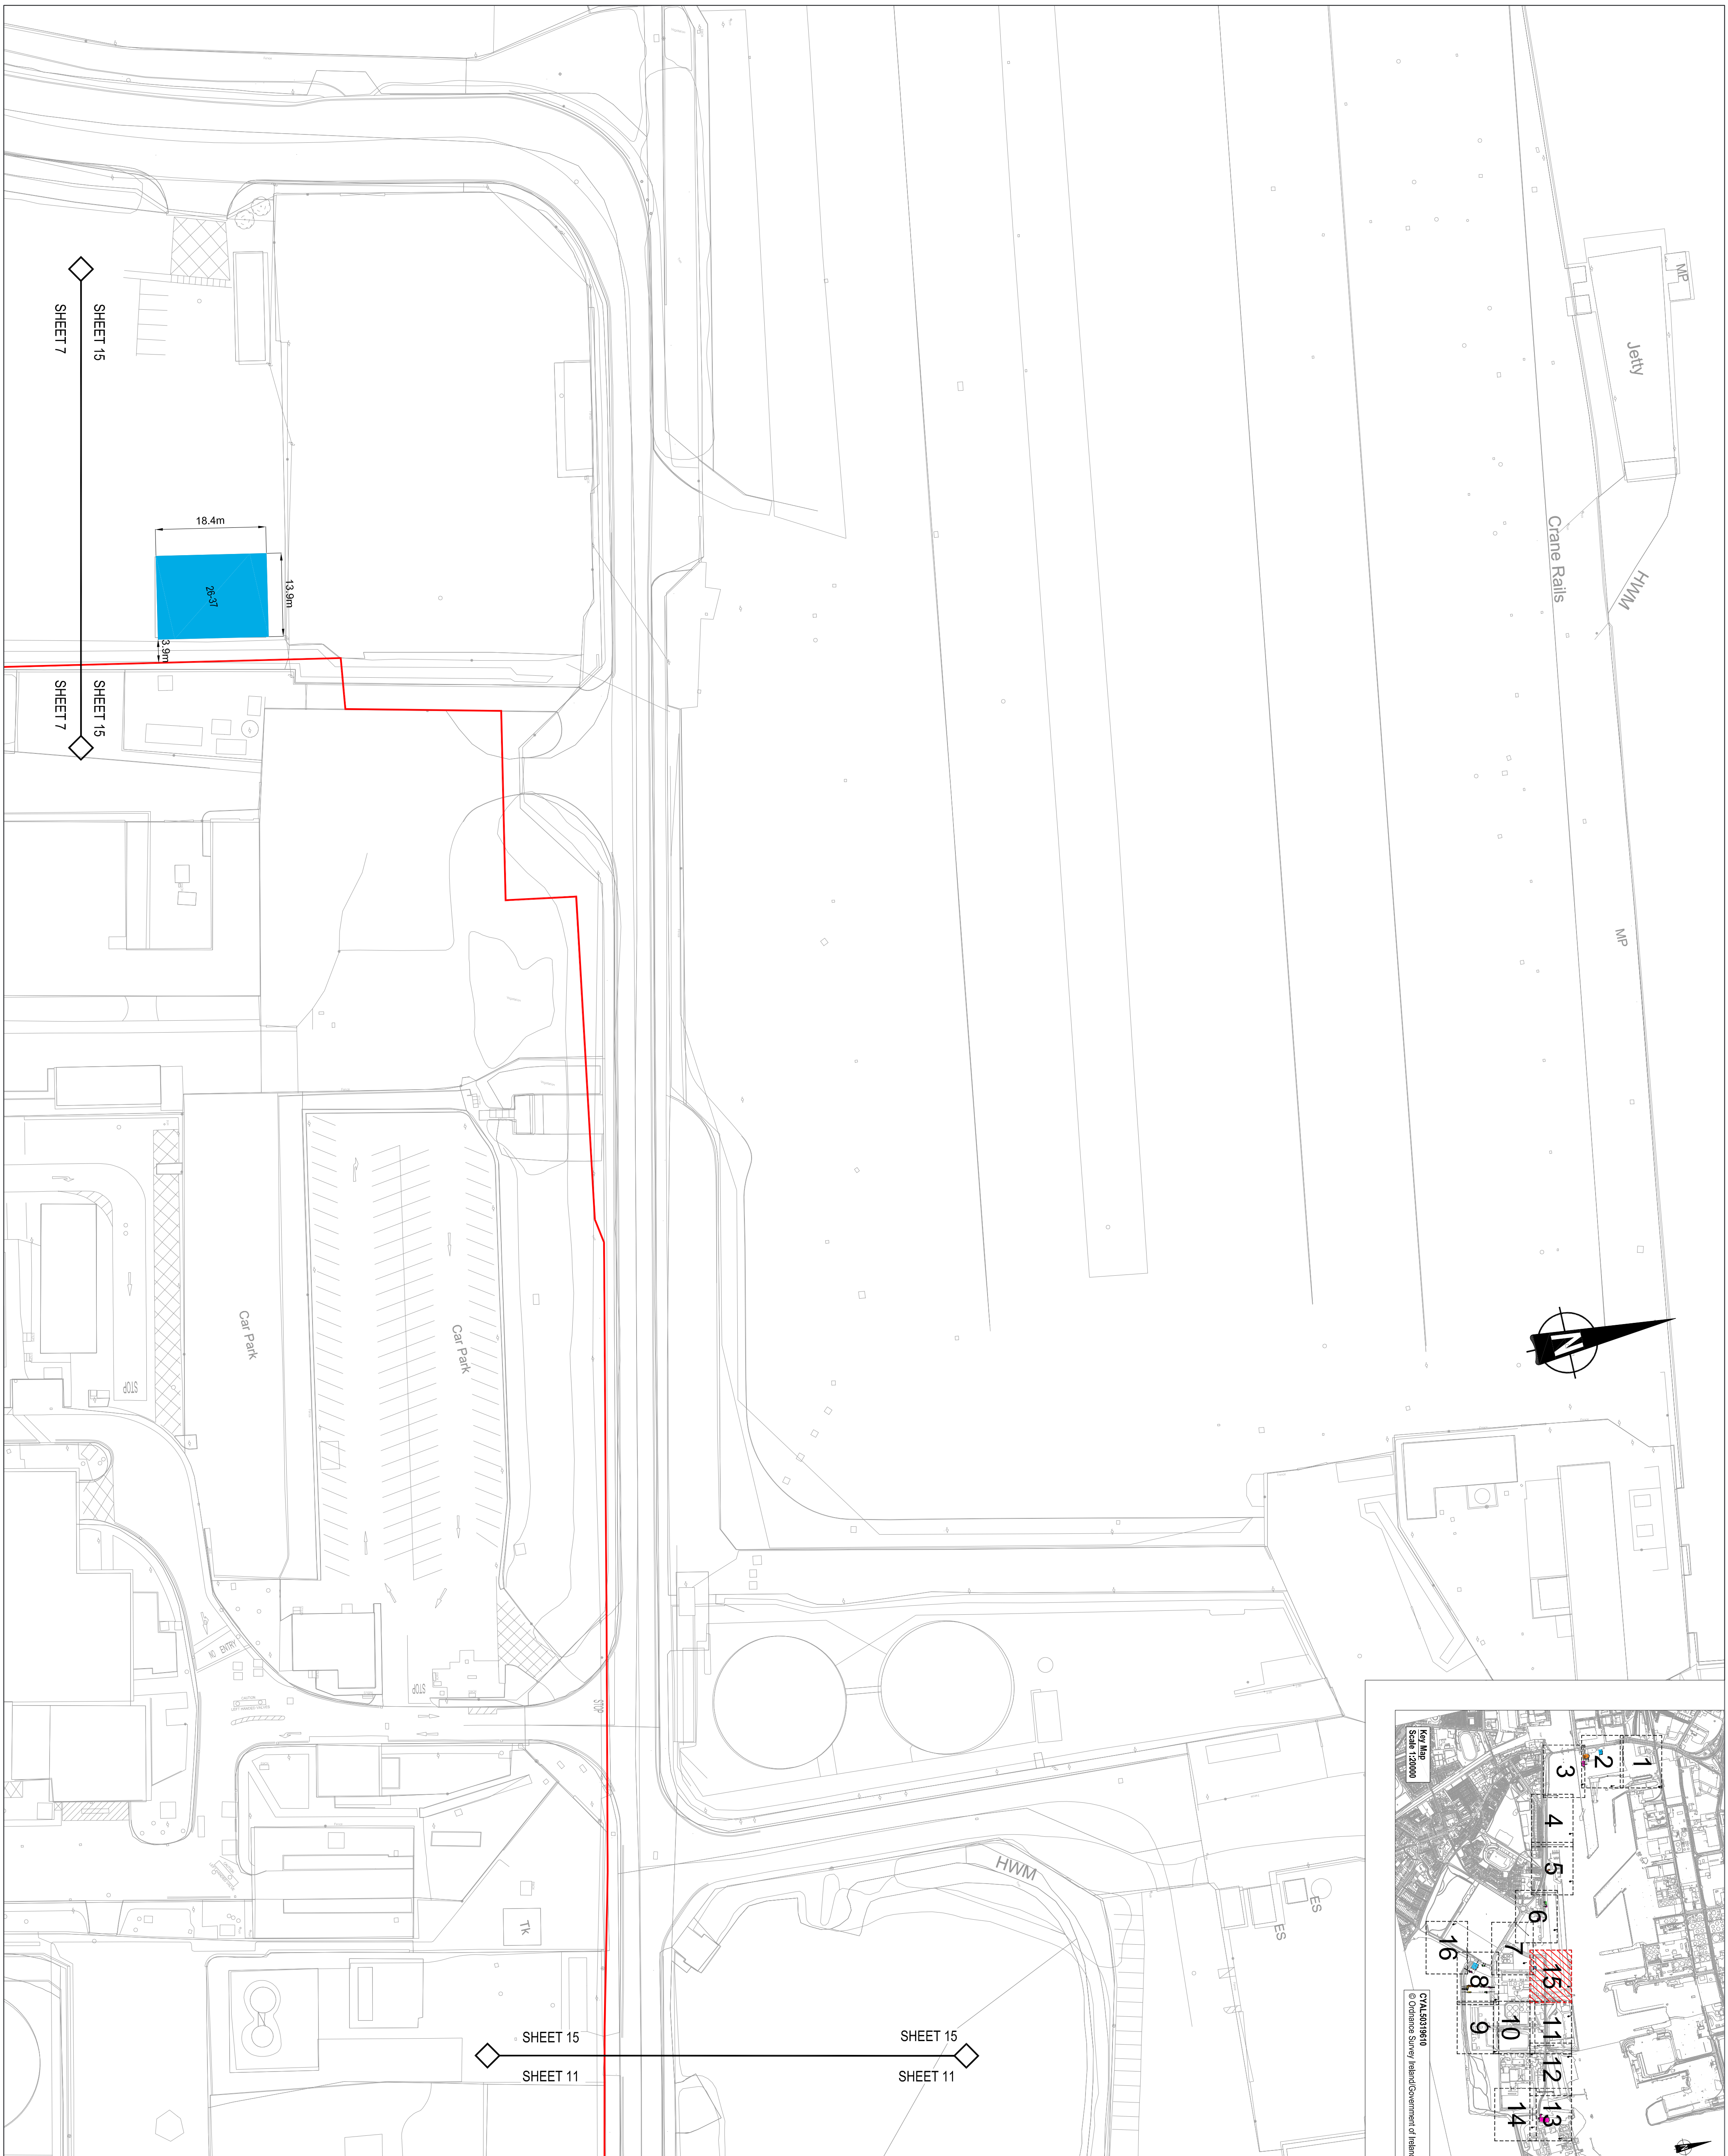 MP
Jetty
Crane Rails
HWM
MP
SHEET 15
SHEET 7
18.4m
13.9m
26-37
3.9m
SHEET 15
SHEET 7
N
Car Park
Car Park
STOP
NO ENTRY
STOP
STOP
HWM
ES
ES
TK
SHEET 15
SHEET 11
SHEET 15
SHEET 11
Key Map
Scale 1:20000
1
2
3
4
5
6
7
16
8
15
9
10
11
12
13
14
CYAL50319610
© Ordnance Survey Ireland/Government of Ireland